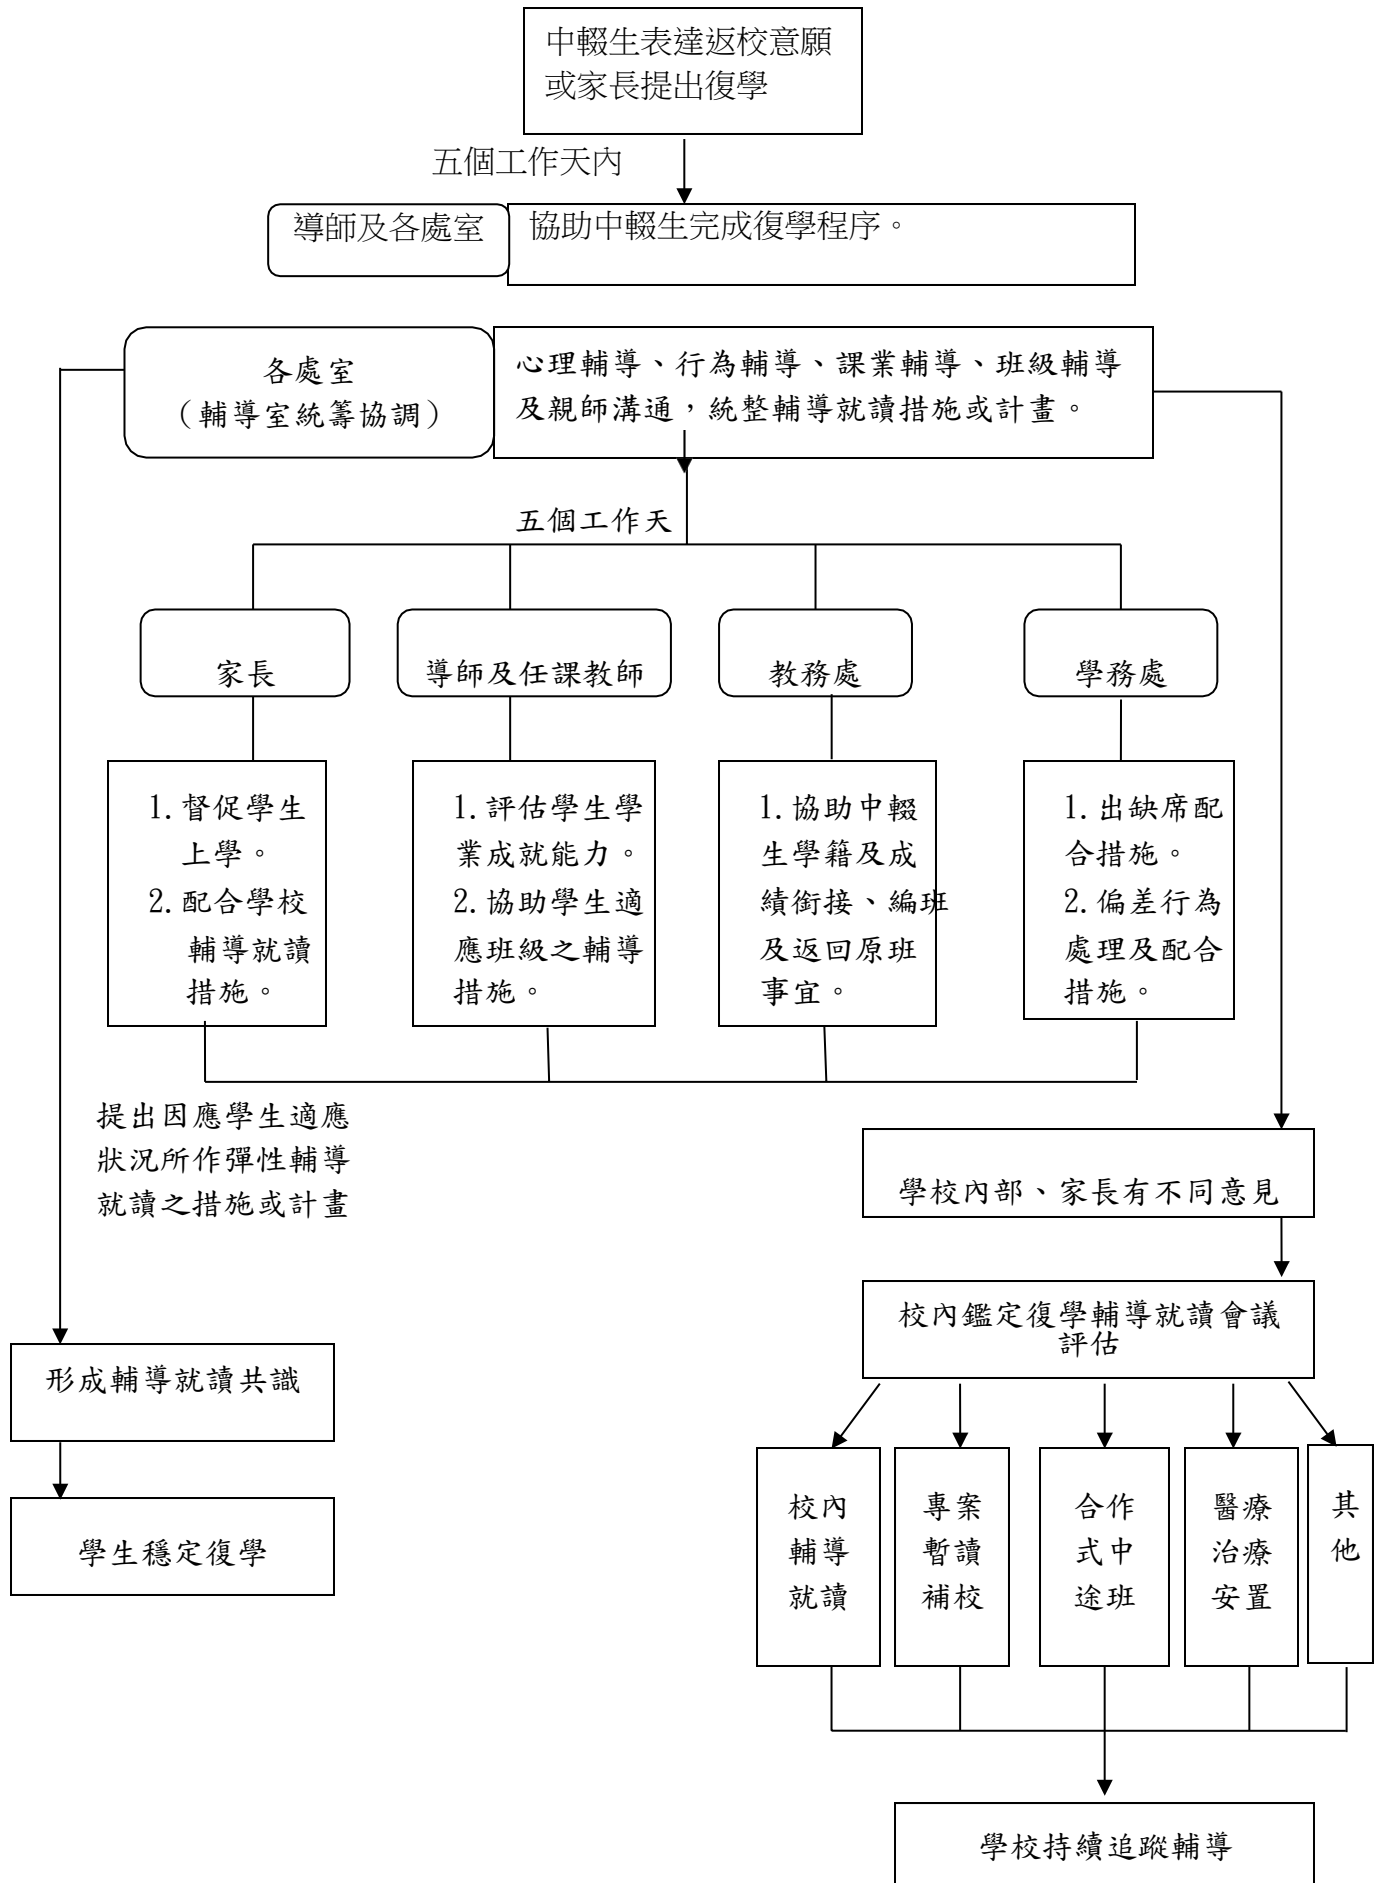 中輟生表達返校意願
或家長提出復學
五個工作天內
導師及各處室
協助中輟生完成復學程序。
各處室
（輔導室統籌協調）
心理輔導、行為輔導、課業輔導、班級輔導
及親師溝通，統整輔導就讀措施或計畫。
五個工作天
家長
導師及任課教師
教務處
學務處
1.督促學生
上學。
2.配合學校
輔導就讀
措施。
1.評估學生學
業成就能力。
2.協助學生適
應班級之輔導
措施。
1.協助中輟
生學籍及成
績銜接、編班
及返回原班
事宜。
1.出缺席配
合措施。
2.偏差行為
處理及配合
措施。
提出因應學生適應
狀況所作彈性輔導
就讀之措施或計畫
學校內部、家長有不同意見
校內鑑定復學輔導就讀會議
評估
形成輔導就讀共識
學生穩定復學
校內
輔導
就讀
專案
暫讀
補校
合作
式中
途班
醫療
治療
安置
其
他
學校持續追蹤輔導